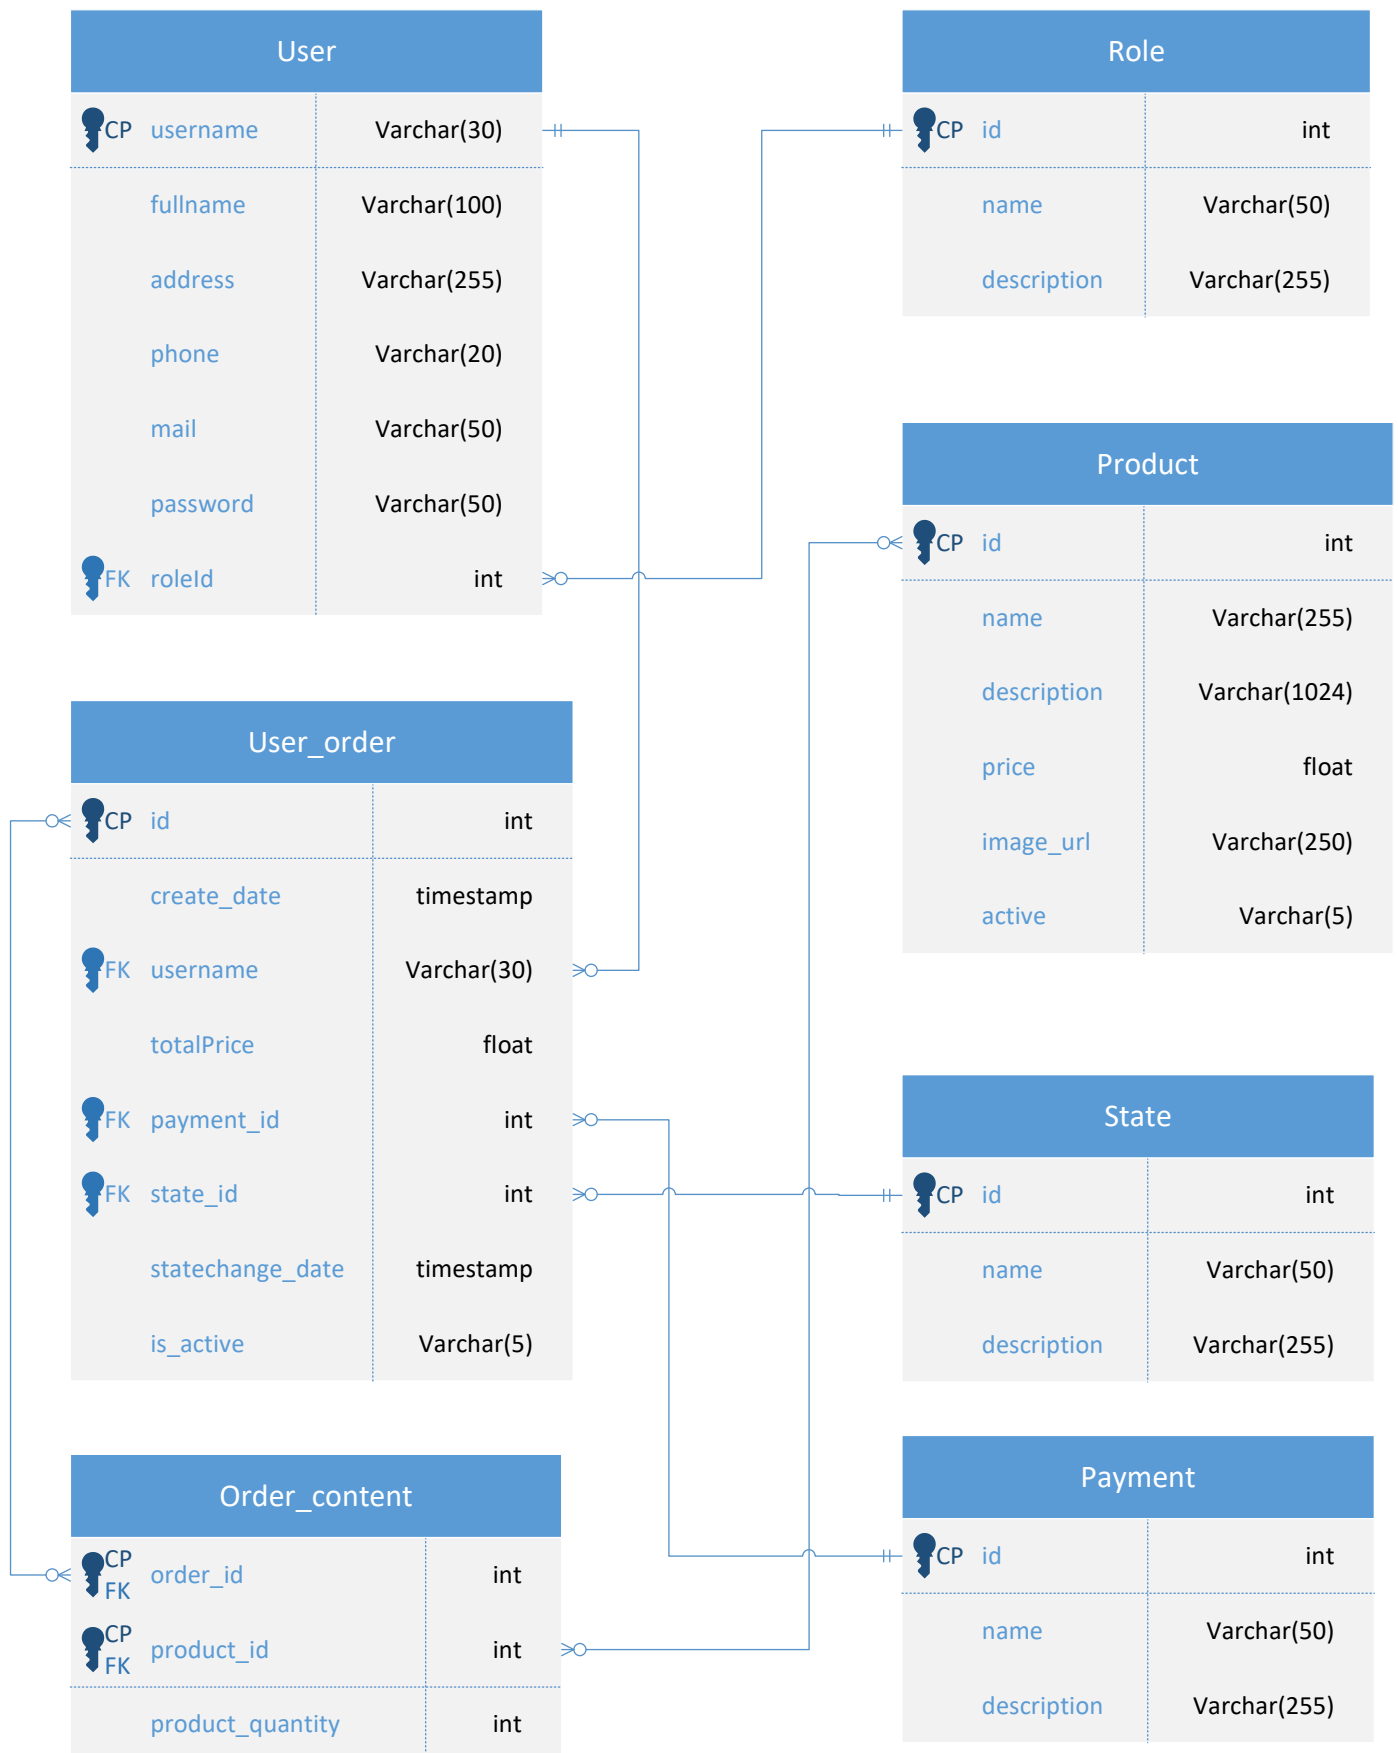 User
CP username Varchar(30)
fullname Varchar(100)
address Varchar(255)
phone Varchar(20)
mail Varchar(50)
password Varchar(50)
FK roleId int
Role
CP id int
name Varchar(50)
description Varchar(255)
Product
CP id int
name Varchar(255)
description Varchar(1024)
price float
image_url Varchar(250)
active Varchar(5)
User_order
CP id int
create_date timestamp
FK username Varchar(30)
totalPrice float
FK payment_id int
FK state_id int
statechange_date timestamp
is_active Varchar(5)
State
CP id int
name Varchar(50)
description Varchar(255)
Order_content
CP
FK order_id int
CP
FK product_id int
product_quantity int
Payment
CP id int
name Varchar(50)
description Varchar(255)